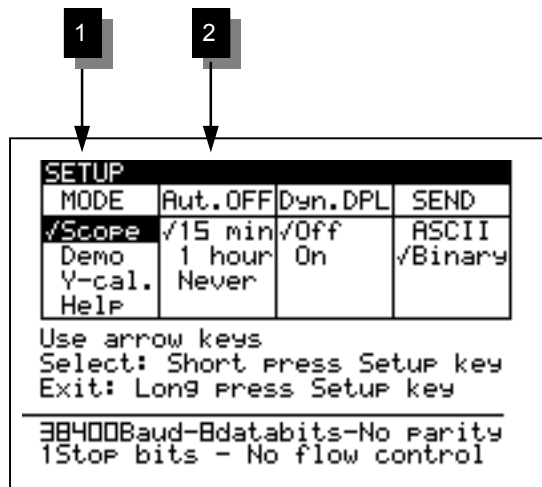 1 2
SETUP
MODE Aut.OFF Dyn.DPL SEND
√Scope √15 min √Off ASCII
Demo 1 hour On √Binary
Y-cal. Never
Help
Use arrow keys
Select: Short press Setup key
Exit: Long press Setup key
38400Baud-8databits-No parity
1Stop bits - No flow control